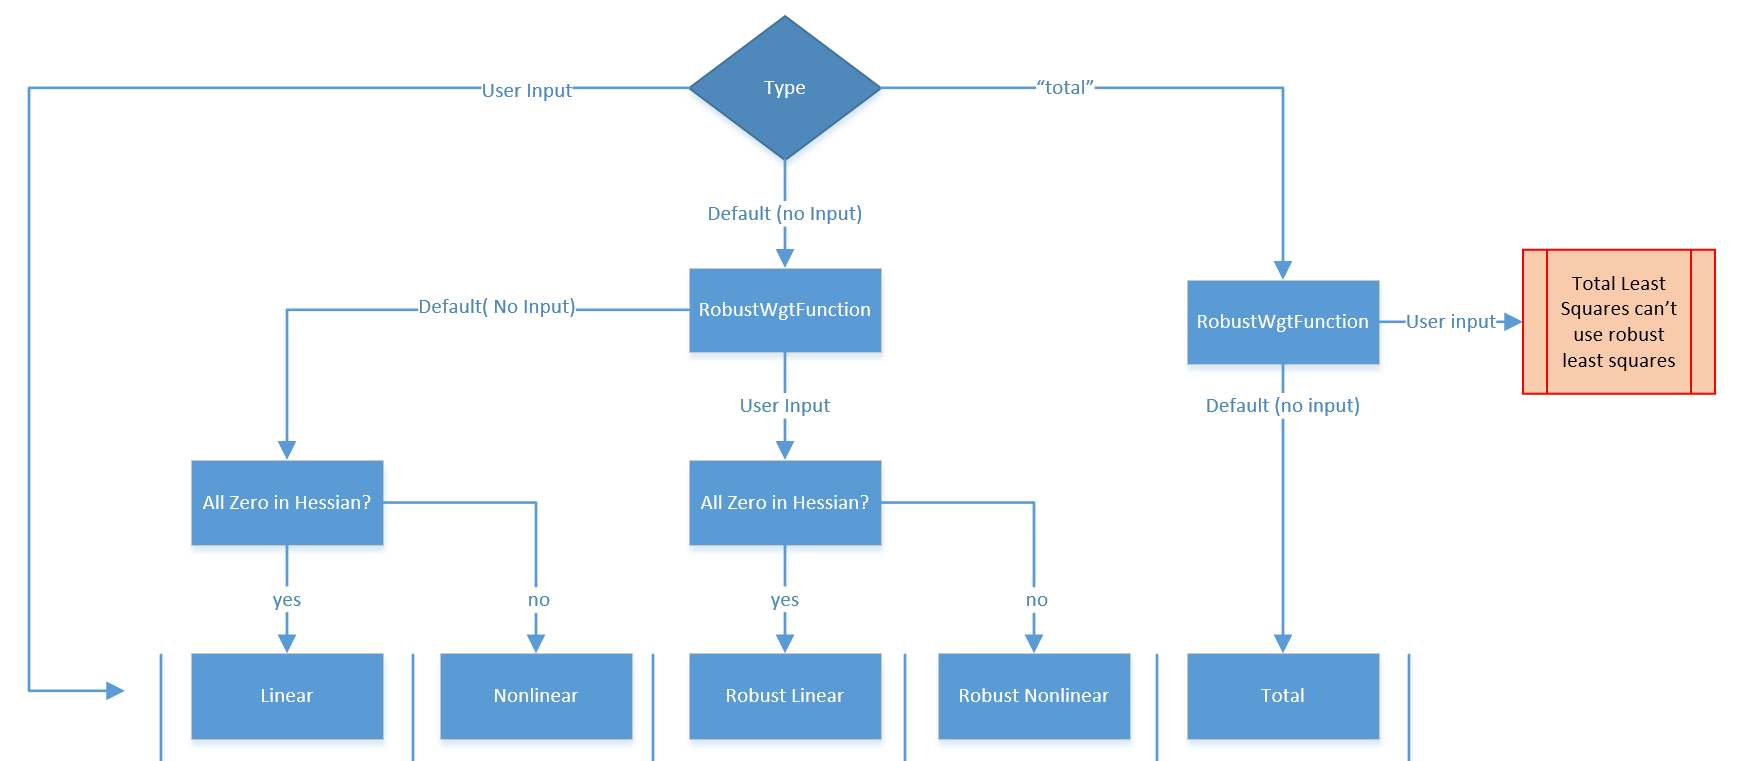 Type
User Input
“total”
Default (no Input)
RobustWgtFunction
Default( No Input)
RobustWgtFunction
User input
Total Least
Squares can’t
use robust
least squares
User Input
Default (no input)
All Zero in Hessian?
All Zero in Hessian?
yes
no
yes
no
Linear
Nonlinear
Robust Linear
Robust Nonlinear
Total